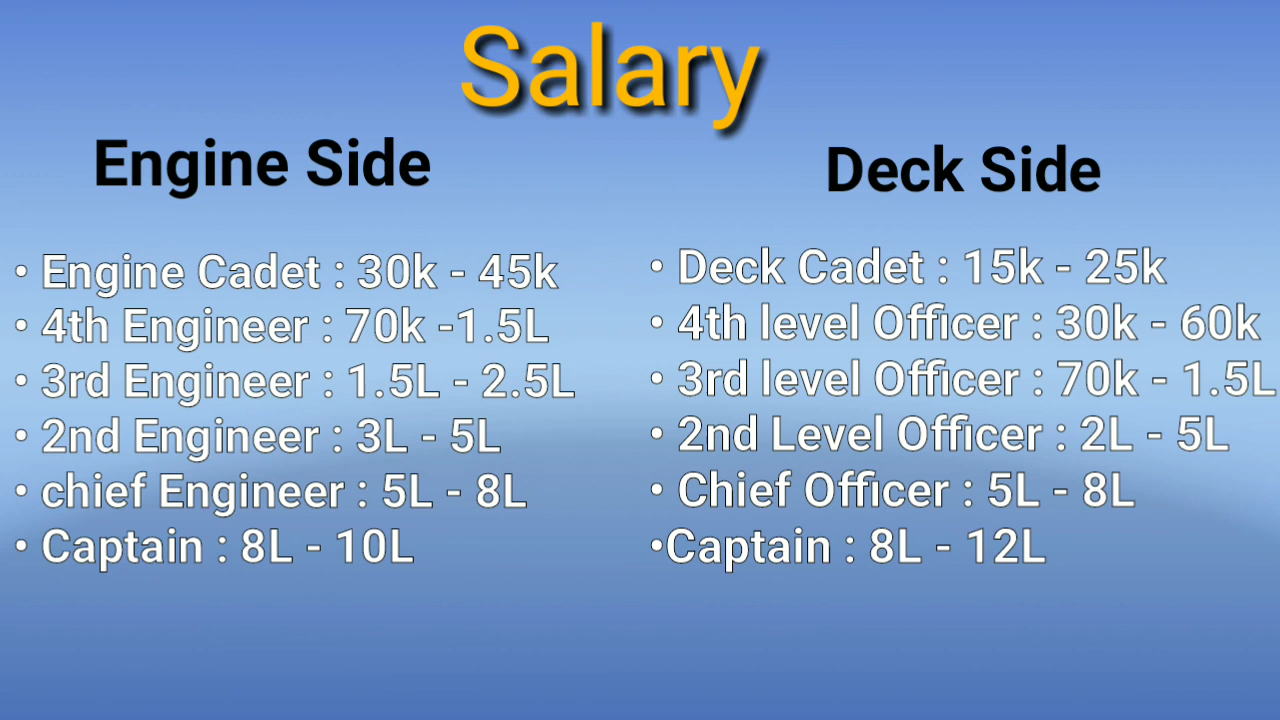 Salary
Engine Side
• Engine Cadet : 30k - 45k
• 4th Engineer : 70k -1.5L
• 3rd Engineer : 1.5L - 2.5L
• 2nd Engineer : 3L - 5L
• chief Engineer : 5L - 8L
• Captain : 8L - 10L
Deck Side
• Deck Cadet : 15k - 25k
• 4th level Officer : 30k - 60k
• 3rd level Officer : 70k - 1.5L
• 2nd Level Officer : 2L - 5L
• Chief Officer : 5L - 8L
•Captain : 8L - 12L